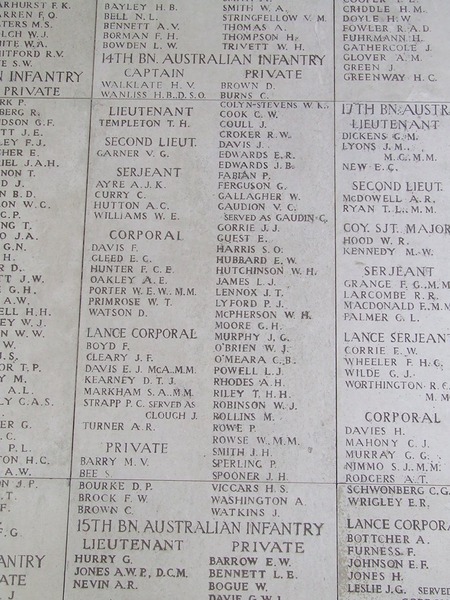 ARREN F. Q.
BAYLEY H. B.
BELL N. L.
BENNETT A. V.
BORMAN F. H.
BOWDEN L. W.
SMITH W. A.
STRINGFELLOW V. M.
THOMAS A.
THOMPSON H.
TRIVETT W. H.
14TH BN. AUSTRALIAN INFANTRY
CAPTAIN
WALKLATE H. V.
WANLISS H. B., D.S.O.
LIEUTENANT
TEMPLETON T. H.
SECOND LIEUT.
GARNER V. G.
SERJEANT
AYRE A. J. K.
CURRY C.
HUTTON A. C.
WILLIAMS W. E.
CORPORAL
DAVIS F.
GLEED E. C.
HUNTER F. C. E.
OAKLEY A. E.
PORTER W. E. W., M.M.
PRIMROSE W. T.
WATSON D.
LANCE CORPORAL
BOYD F.
CLEARY J. F.
DAVIS E. J. McA., M.M.
KEARNEY D. T. J.
MARKHAM S. A., M.M.
STRAPP P. C. SERVED AS
CLOUGH J.
TURNER A. R.
PRIVATE
BARRY M. V.
BEE S.
BOURKE D. P.
BROCK F. W.
BROWN C.
PRIVATE
BROWN D.
BURNS C.
COLYN-STEVENS W. K.
COOK C. W.
COULL J.
CROKER R. W.
DAVIS J.
EDWARDS E. R.
EDWARDS J. B.
FABIAN P.
FERGUSON G.
GALLAGHER W.
GAUDION V. C.
SERVED AS GAUDIN C.
GORRIE J. J.
GUEST E.
HARRIS S. O.
HUBBARD E. W.
HUTCHINSON W. H.
JAMES L. J.
LENNOX J. T.
LYFORD P. J.
McPHERSON W. H.
MOORE G. H.
MURPHY J. G.
O'BRIEN W. J.
O'MEARA C. B.
POWELL L. J.
RHODES A. H.
RILEY T. H. H.
ROBINSON W. J.
ROLLINS M.
ROWE P.
ROWSE W., M.M.
SMITH J. H.
SPERLING P.
SPOONER J. H.
VICCARS H. S.
WASHINGTON A.
WATKINS J.
15TH BN. AUSTRALIAN INFANTRY
LIEUTENANT
HURRY G.
JONES A. W. P., D.C.M.
NEVIN A. R.
PRIVATE
BARROW E. W.
BENNETT L. E.
BOGUE W.
CRIDDLE H. M.
DOYLE H. W.
FOWLER R. A. D.
FUHRMANN H.
GATHERCOLE J.
GLOVER A. M.
GREEN J.
GREENWAY H. C.
17TH BN. AUSTRA
LIEUTENANT
DICKENS G. M.
LYONS J. M.,
M.C., M.M.
NEW E. C.
SECOND LIEUT.
McDOWELL A. R.
RYAN T. L., M.M.
COY. SJT. MAJOR
HOOD W. R.
KENNEDY M. W.
SERJEANT
GRANGE F. G., M.M.
LARCOMBE R. R.
MACDONALD F., M.M.
PALMER G. L.
LANCE SERJEANT
CORRIE E. W.
WHEELER F. H. G.
WILDE G. J.
WORTHINGTON R. C.
CORPORAL
DAVIES H.
MAHONY C. J.
MURRAY G. G.
NIMMO S. J., M.M.
RODGERS A. T.
SCHWONBERG C. G.
WRIGLEY E. R.
LANCE CORPORA
BOTTCHER A.
FURNESS F.
JOHNSON E. F.
JONES H.
LESLIE J. G. SERVED